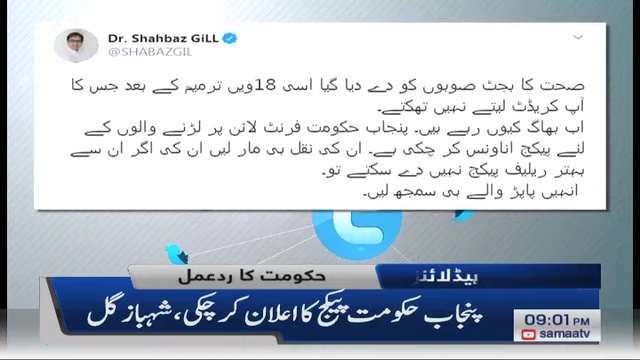 Dr. Shahbaz GiLL
@SHABAZGIL
صحت کا بجٹ صوبوں کو دے دیا گیا اسی 18ویں ترمیم کے بعد جس کا
آپ کریڈٹ لیتے نہیں تھکتے۔
اب بھاگ کیوں رہے ہیں۔ پنجاب حکومت فرنٹ لائن پر لڑنے والوں کے
لئے پیکج اناونس کر چکی ہے۔ ان کی نقل ہی مار لیں ان کی اگر ان سے
بہتر ریلیف پیکج نہیں دے سکتے تو۔
انہیں پاپڑ والے ہی سمجھ لیں۔
ہیڈلائنز
حکومت کا ردعمل
پنجاب حکومت پیکج کا اعلان کر چکی، شہباز گل
09:01 PM
samaatv